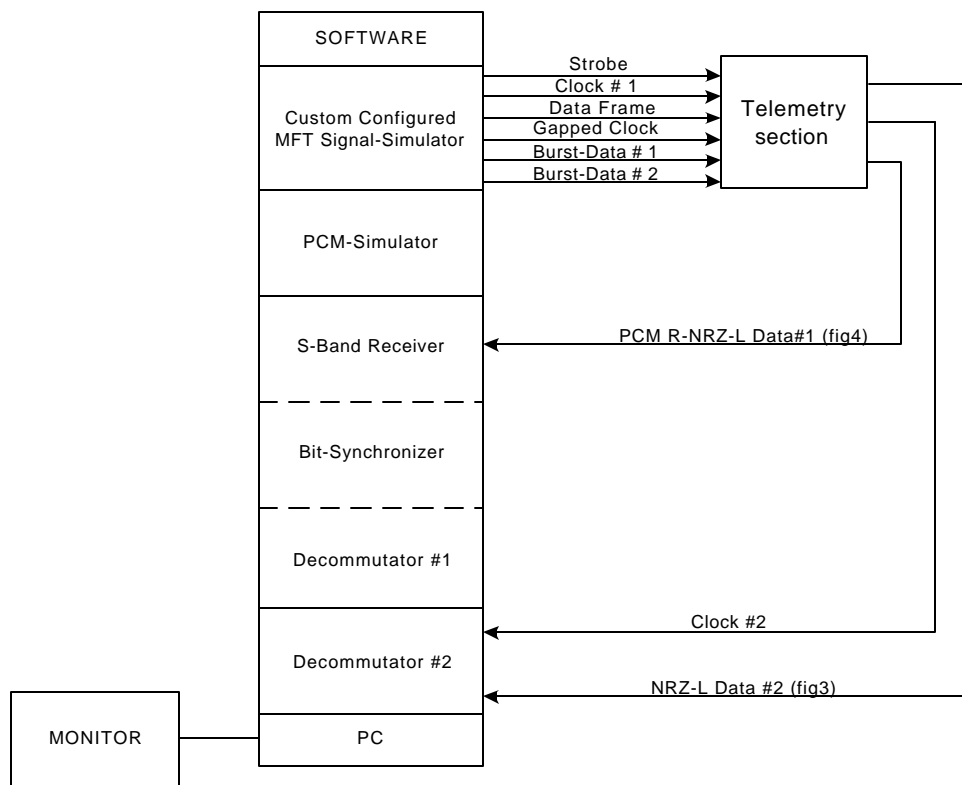 SOFTWARE
Custom Configured
MFT Signal-Simulator
PCM-Simulator
S-Band Receiver
Bit-Synchronizer
Decommutator #1
Decommutator #2
PC
MONITOR
Strobe
Clock # 1
Data Frame
Gapped Clock
Burst-Data # 1
Burst-Data # 2
Telemetry
section
PCM R-NRZ-L Data#1 (fig4)
Clock #2
NRZ-L Data #2 (fig3)